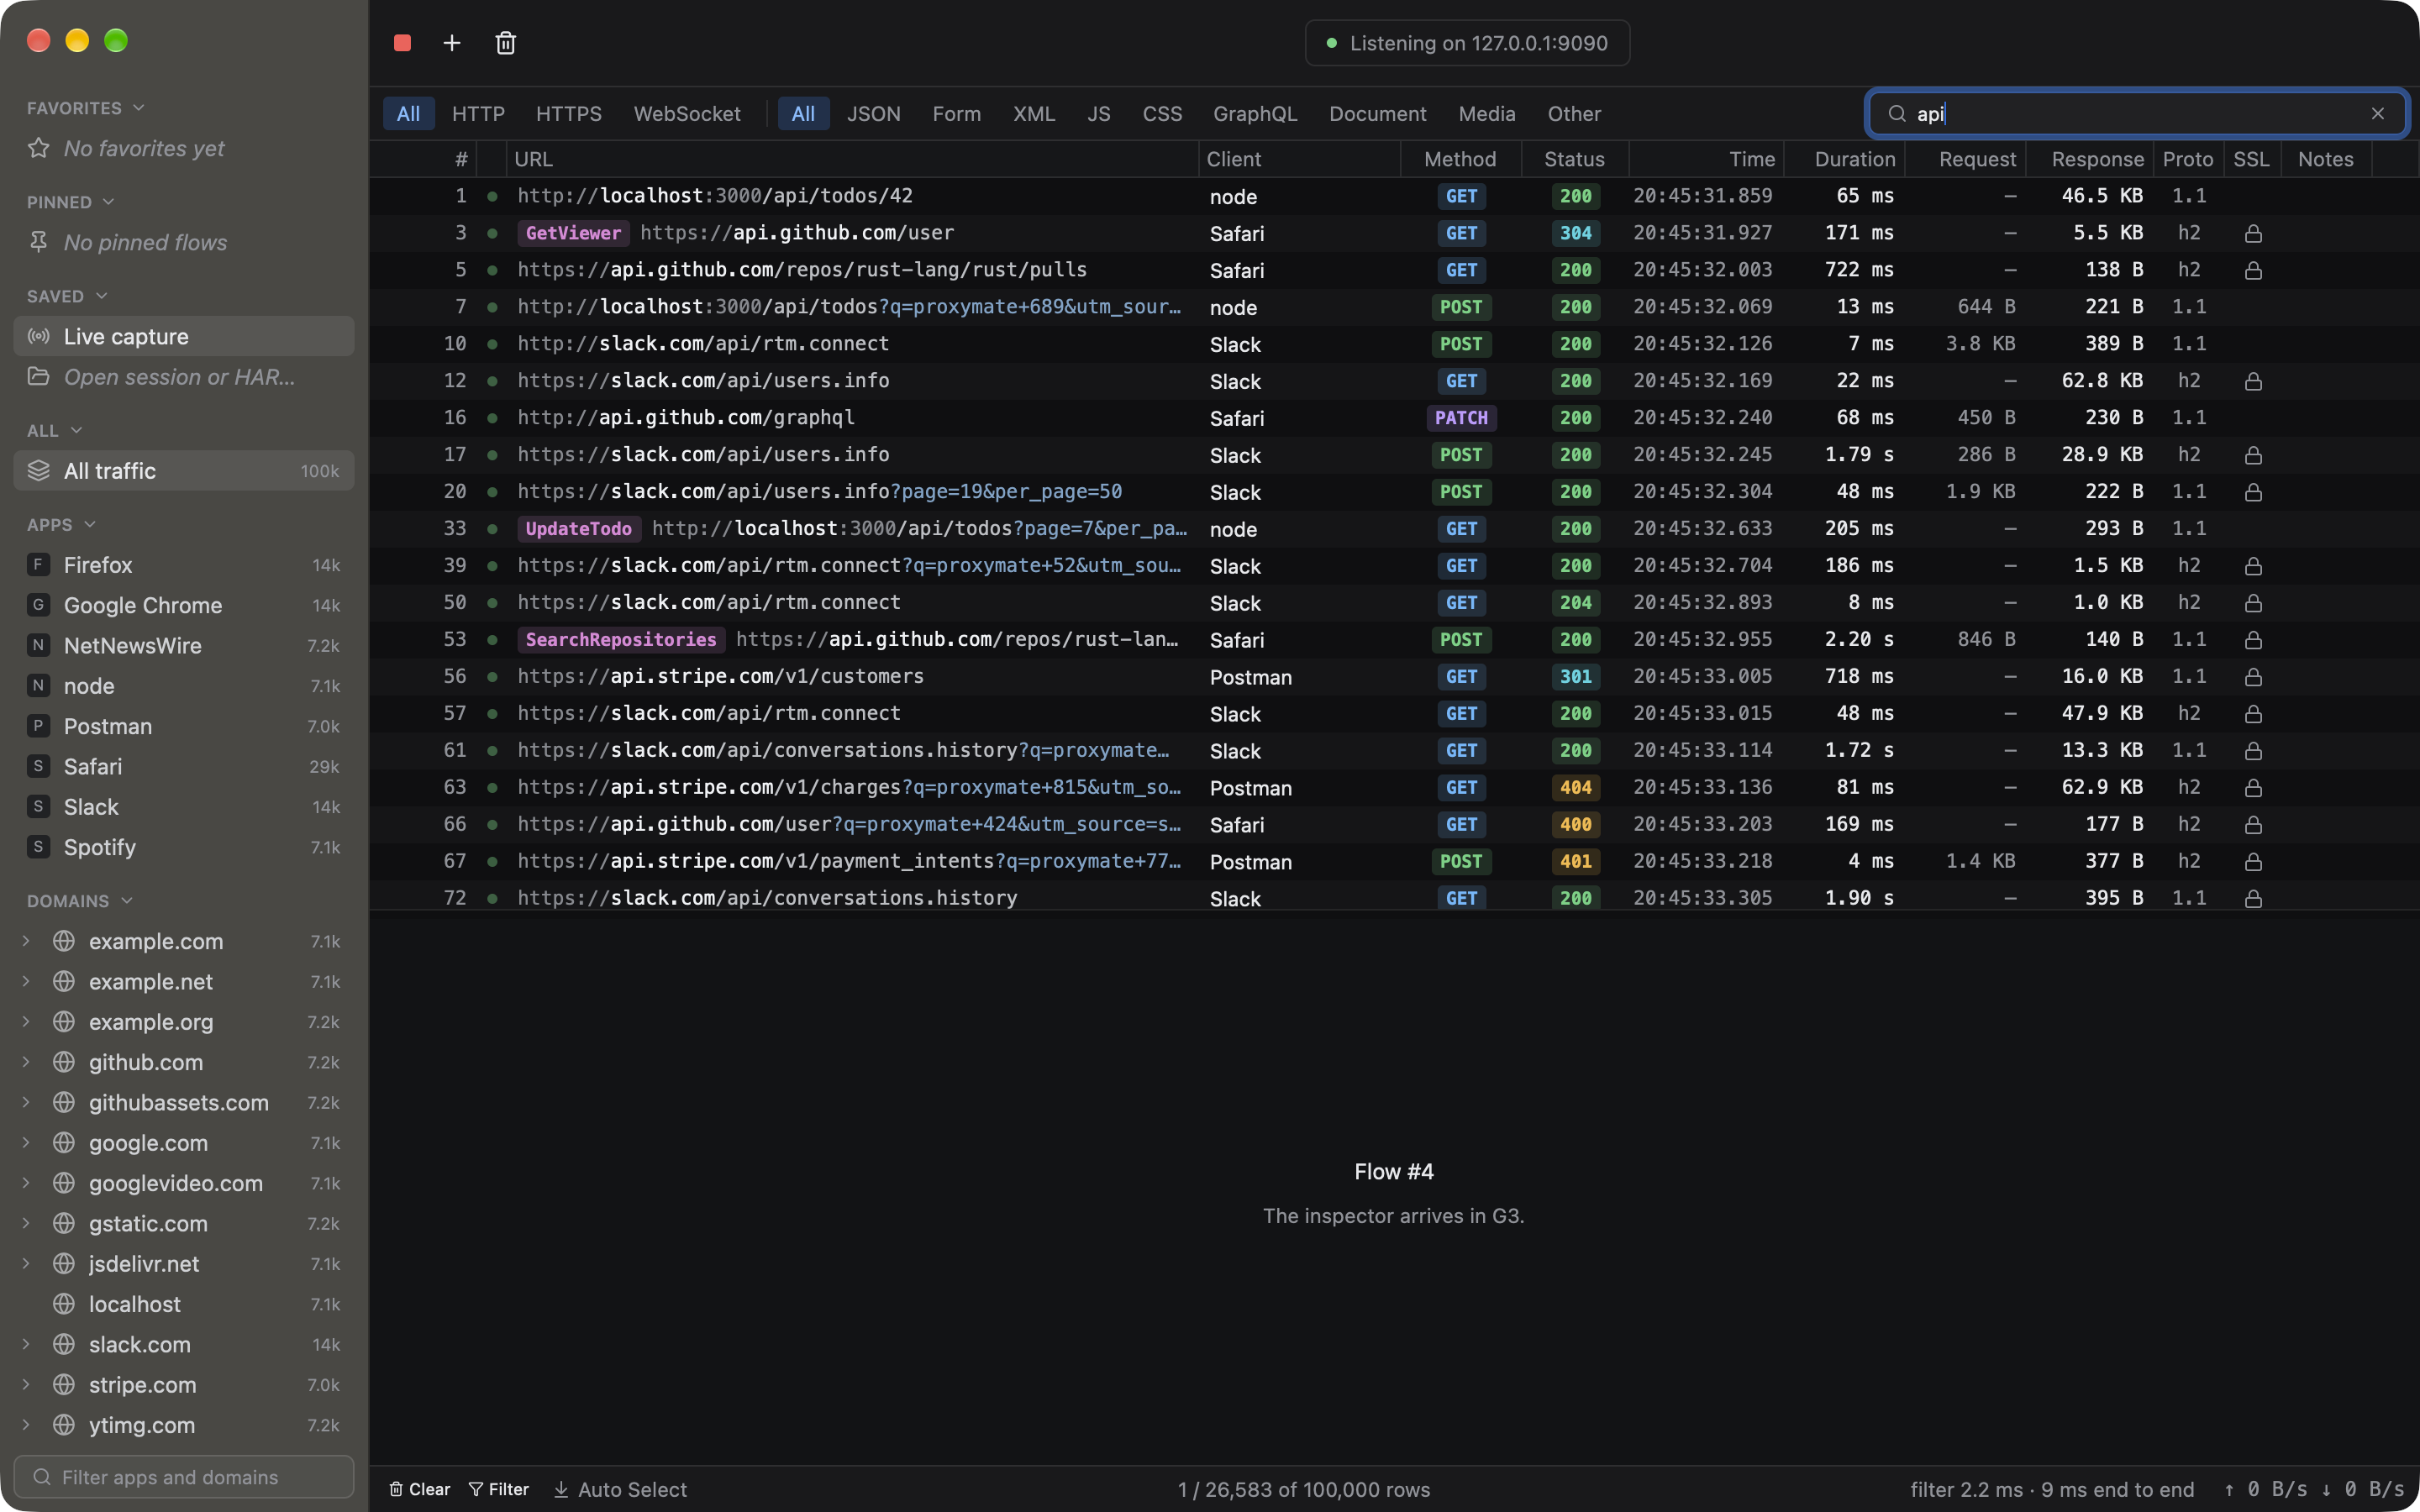 Listening on 127.0.0.1:9090
FAVORITES
No favorites yet
PINNED
No pinned flows
SAVED
Live capture
Open session or HAR...
ALL
All traffic 100k
APPS
F Firefox 14k
G Google Chrome 14k
N NetNewsWire 7.2k
N node 7.1k
P Postman 7.0k
S Safari 29k
S Slack 14k
S Spotify 7.1k
DOMAINS
example.com 7.1k
example.net 7.1k
example.org 7.2k
github.com 7.2k
githubassets.com 7.2k
google.com 7.1k
googlevideo.com 7.1k
gstatic.com 7.2k
jsdelivr.net 7.1k
localhost 7.1k
slack.com 14k
stripe.com 7.0k
ytimg.com 7.2k
Filter apps and domains
All HTTP HTTPS WebSocket All JSON Form XML JS CSS GraphQL Document Media Other api
# URL Client Method Status Time Duration Request Response Proto SSL Notes
1 http://localhost:3000/api/todos/42 node GET 200 20:45:31.859 65 ms — 46.5 KB 1.1
3 GetViewer https://api.github.com/user Safari GET 304 20:45:31.927 171 ms — 5.5 KB h2
5 https://api.github.com/repos/rust-lang/rust/pulls Safari GET 200 20:45:32.003 722 ms — 138 B h2
7 http://localhost:3000/api/todos?q=proxymate+689&utm_sour… node POST 200 20:45:32.069 13 ms 644 B 221 B 1.1
10 http://slack.com/api/rtm.connect Slack POST 200 20:45:32.126 7 ms 3.8 KB 389 B 1.1
12 https://slack.com/api/users.info Slack GET 200 20:45:32.169 22 ms — 62.8 KB h2
16 http://api.github.com/graphql Safari PATCH 200 20:45:32.240 68 ms 450 B 230 B 1.1
17 https://slack.com/api/users.info Slack POST 200 20:45:32.245 1.79 s 286 B 28.9 KB h2
20 https://slack.com/api/users.info?page=19&per_page=50 Slack POST 200 20:45:32.304 48 ms 1.9 KB 222 B 1.1
33 UpdateTodo http://localhost:3000/api/todos?page=7&per_pa… node GET 200 20:45:32.633 205 ms — 293 B 1.1
39 https://slack.com/api/rtm.connect?q=proxymate+52&utm_sou… Slack GET 200 20:45:32.704 186 ms — 1.5 KB h2
50 https://slack.com/api/rtm.connect Slack GET 204 20:45:32.893 8 ms — 1.0 KB h2
53 SearchRepositories https://api.github.com/repos/rust-lan… Safari POST 200 20:45:32.955 2.20 s 846 B 140 B 1.1
56 https://api.stripe.com/v1/customers Postman GET 301 20:45:33.005 718 ms — 16.0 KB 1.1
57 https://slack.com/api/rtm.connect Slack GET 200 20:45:33.015 48 ms — 47.9 KB h2
61 https://slack.com/api/conversations.history?q=proxymate… Slack GET 200 20:45:33.114 1.72 s — 13.3 KB 1.1
63 https://api.stripe.com/v1/charges?q=proxymate+815&utm_so… Postman GET 404 20:45:33.136 81 ms — 62.9 KB h2
66 https://api.github.com/user?q=proxymate+424&utm_source=s… Safari GET 400 20:45:33.203 169 ms — 177 B h2
67 https://api.stripe.com/v1/payment_intents?q=proxymate+77… Postman POST 401 20:45:33.218 4 ms 1.4 KB 377 B h2
72 https://slack.com/api/conversations.history Slack GET 200 20:45:33.305 1.90 s — 395 B 1.1
Flow #4
The inspector arrives in G3.
Clear Filter Auto Select 1 / 26,583 of 100,000 rows filter 2.2 ms · 9 ms end to end ↑ 0 B/s ↓ 0 B/s